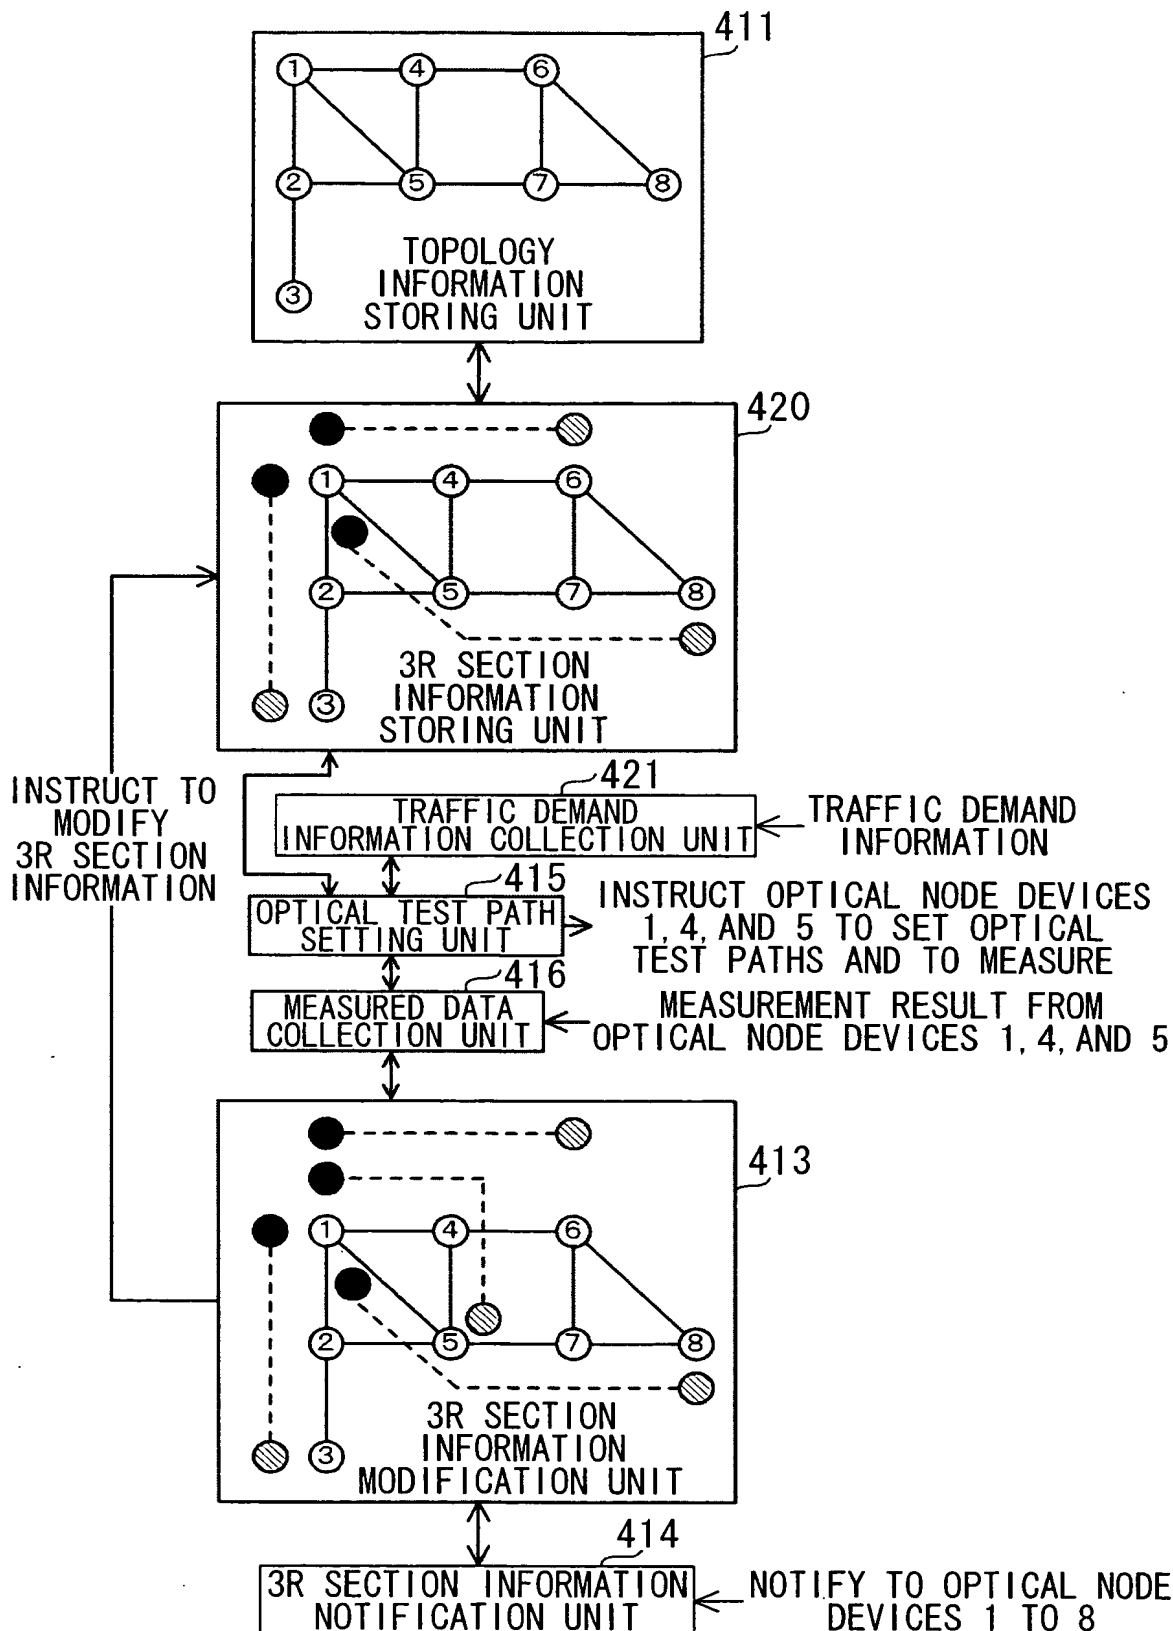 411
1 4 6
2 5 7 8
3
TOPOLOGY
INFORMATION
STORING UNIT
420
1 4 6
2 5 7 8
3
3R SECTION
INFORMATION
STORING UNIT
INSTRUCT TO
MODIFY
3R SECTION
INFORMATION
421
TRAFFIC DEMAND
INFORMATION COLLECTION UNIT
TRAFFIC DEMAND
INFORMATION
415
OPTICAL TEST PATH
SETTING UNIT
INSTRUCT OPTICAL NODE DEVICES
1, 4, AND 5 TO SET OPTICAL
TEST PATHS AND TO MEASURE
416
MEASURED DATA
COLLECTION UNIT
MEASUREMENT RESULT FROM
OPTICAL NODE DEVICES 1, 4, AND 5
413
1 4 6
2 5 7 8
3
3R SECTION
INFORMATION
MODIFICATION UNIT
414
3R SECTION INFORMATION
NOTIFICATION UNIT
NOTIFY TO OPTICAL NODE
DEVICES 1 TO 8